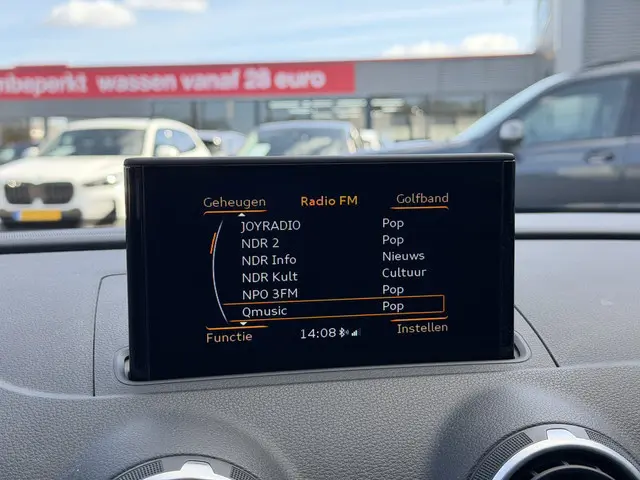 nbeperkt wassen vanaf 28 euro
Geheugen Radio FM Golfband
JOYRADIO Pop
NDR 2 Pop
NDR Info Nieuws
NDR Kult Cultuur
NPO 3FM Pop
Qmusic Pop
Functie 14:08 Instellen